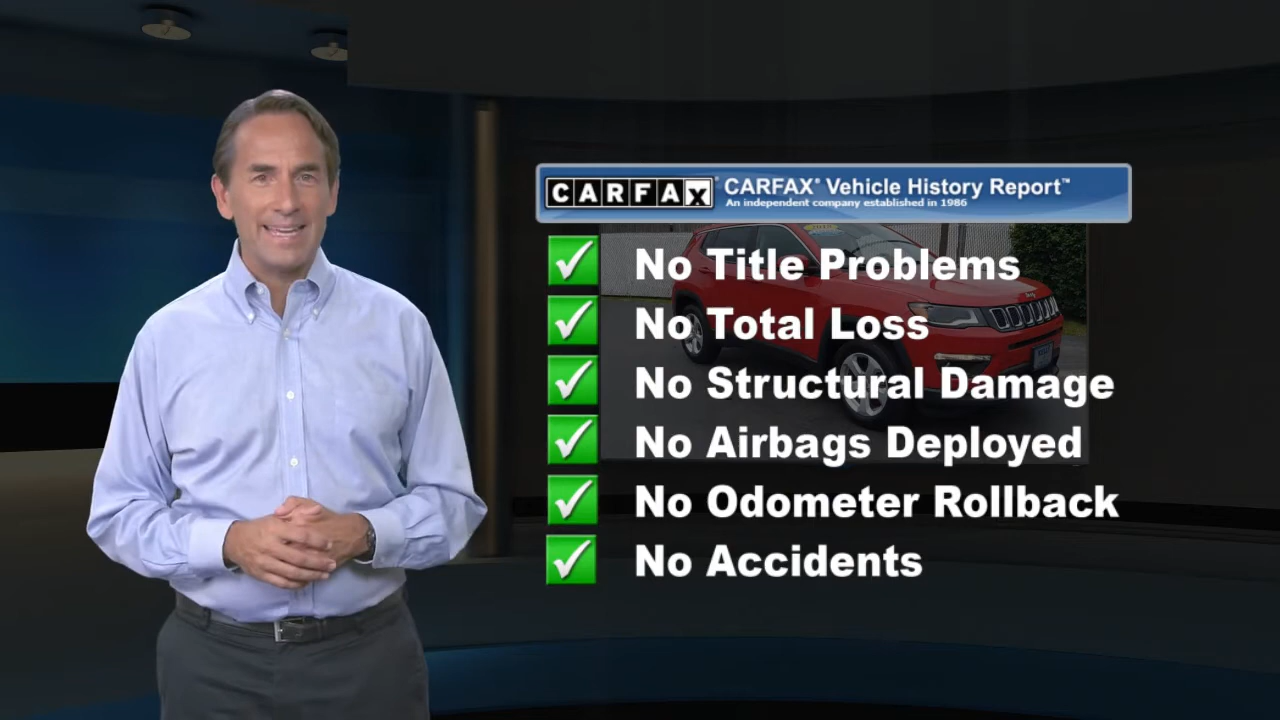 CARFAX® CARFAX® Vehicle History Report™
An independent company established in 1986
No Title Problems
No Total Loss
No Structural Damage
No Airbags Deployed
No Odometer Rollback
No Accidents